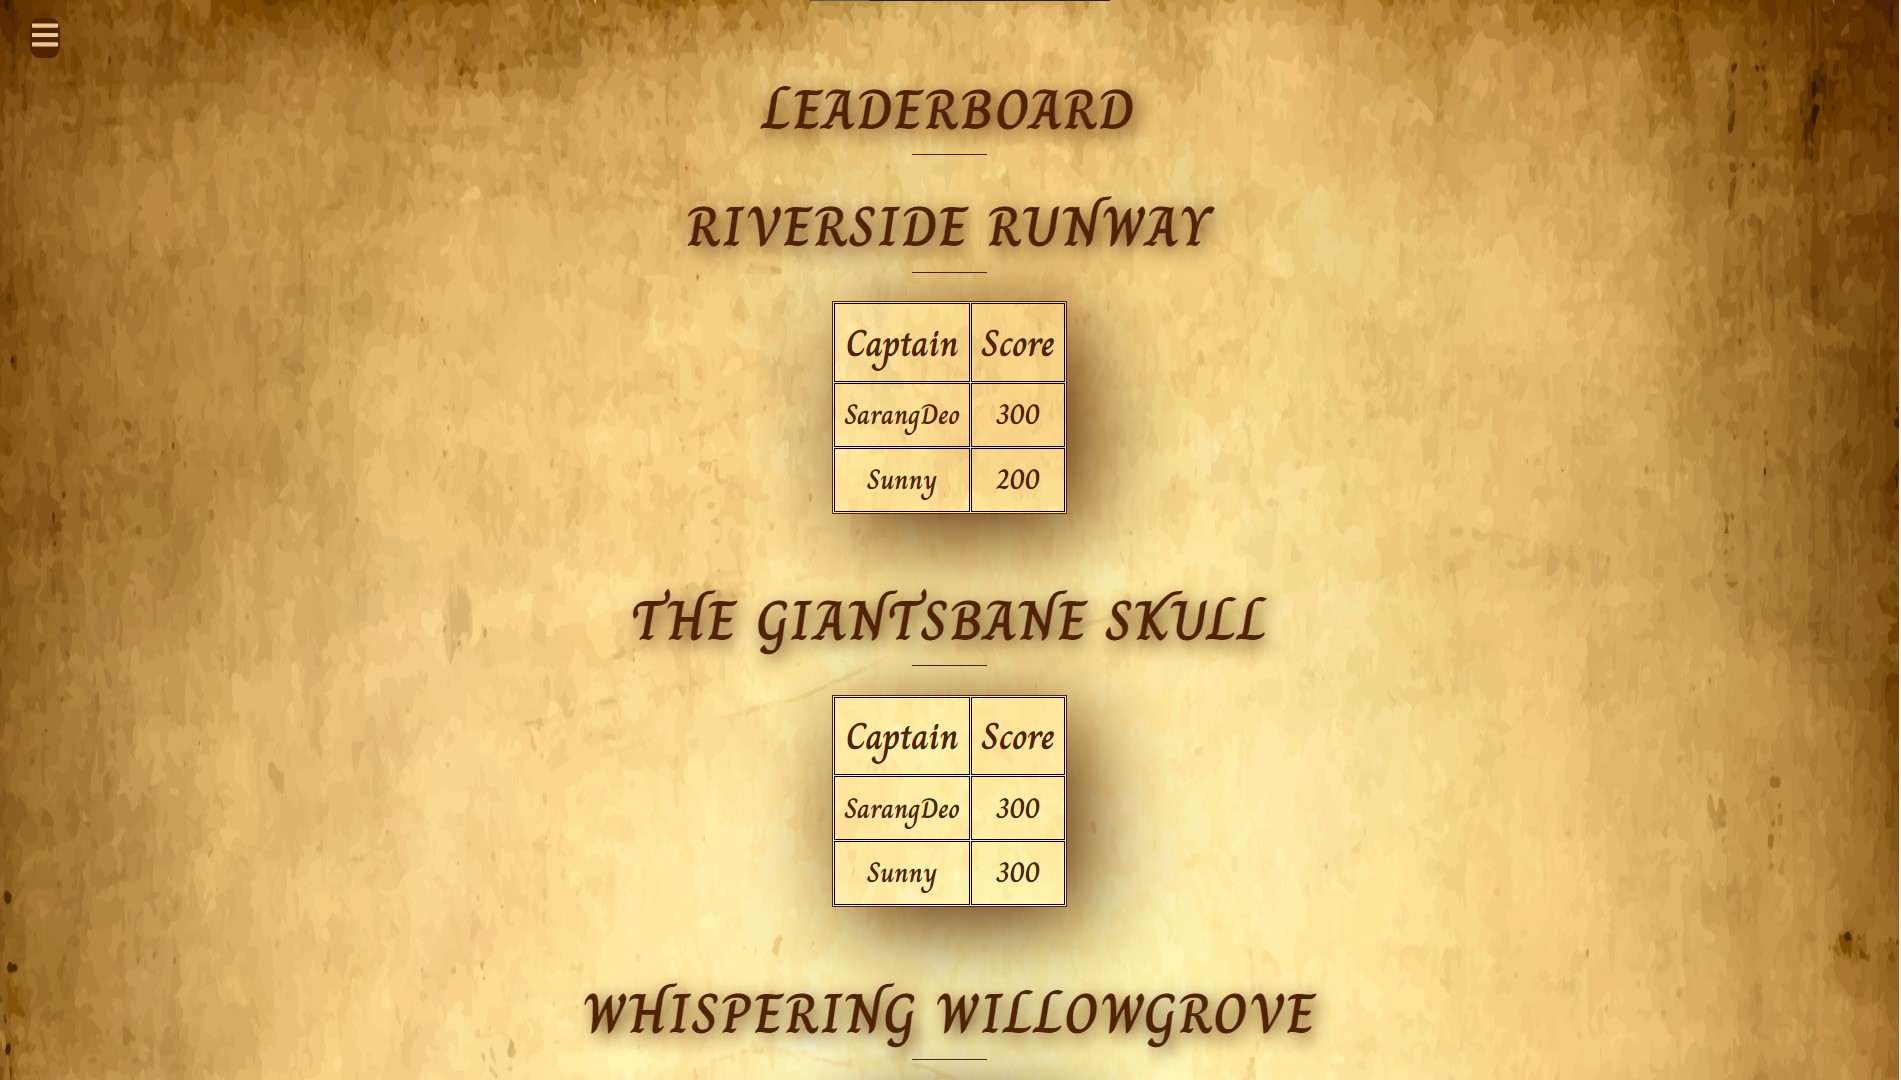 LEADERBOARD
RIVERSIDE RUNWAY
Captain Score
SarangDeo 300
Sunny 200
THE GIANTSBANE SKULL
Captain Score
SarangDeo 300
Sunny 300
WHISPERING WILLOWGROVE